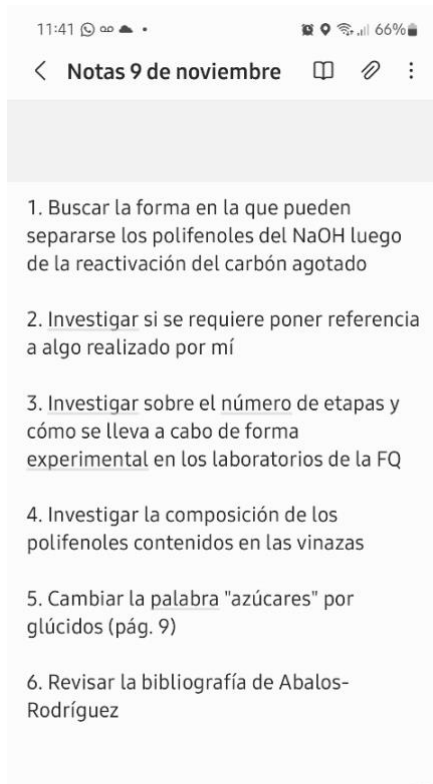 11:41
66%
Notas 9 de noviembre
1. Buscar la forma en la que pueden
separarse los polifenoles del NaOH luego
de la reactivación del carbón agotado
2. Investigar si se requiere poner referencia
a algo realizado por mí
3. Investigar sobre el número de etapas y
cómo se lleva a cabo de forma
experimental en los laboratorios de la FQ
4. Investigar la composición de los
polifenoles contenidos en las vinazas
5. Cambiar la palabra "azúcares" por
glúcidos (pág. 9)
6. Revisar la bibliografía de Abalos-
Rodríguez